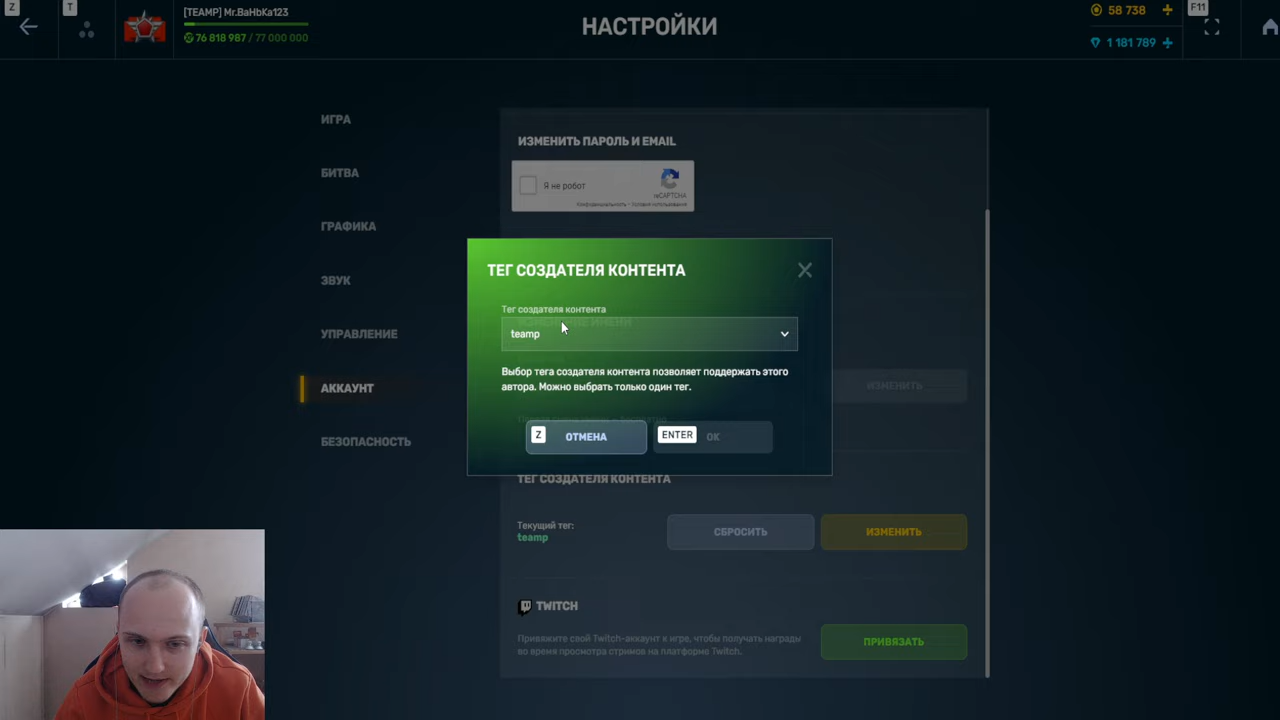 Z
T
[TEAMP] Mr.BaHbKa123
76 818 987 / 77 000 000
НАСТРОЙКИ
58 738
1 181 789
F11
ИГРА
БИТВА
ГРАФИКА
ЗВУК
УПРАВЛЕНИЕ
АККАУНТ
БЕЗОПАСНОСТЬ
ИЗМЕНИТЬ ПАРОЛЬ И EMAIL
Я не робот
reCAPTCHA
Конфиденциальность - Условия использования
ТЕГ СОЗДАТЕЛЯ КОНТЕНТА
Тег создателя контента
teamp
Выбор тега создателя контента позволяет поддержать этого
автора. Можно выбрать только один тег.
Z ОТМЕНА
ENTER OK
ИЗМЕНИТЬ
ТЕГ СОЗДАТЕЛЯ КОНТЕНТА
Текущий тег:
teamp
СБРОСИТЬ
ИЗМЕНИТЬ
TWITCH
Привяжите свой Twitch-аккаунт к игре, чтобы получать награды
во время просмотра стримов на платформе Twitch.
ПРИВЯЗАТЬ